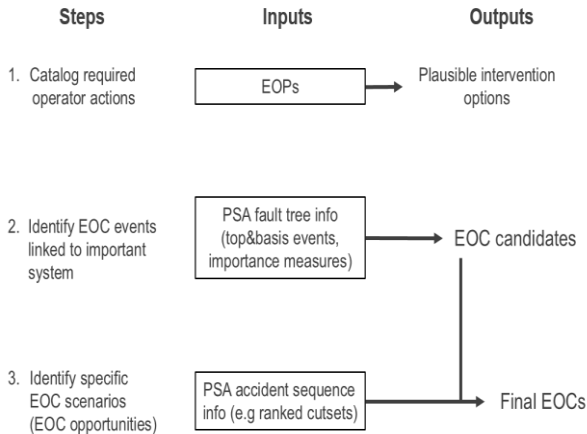 Steps
Inputs
Outputs
1. Catalog required
operator actions
EOPs
Plausible intervention
options
2. Identify EOC events
linked to important
system
PSA fault tree info
(top&basis events,
importance measures)
EOC candidates
3. Identify specific
EOC scenarios
(EOC opportunities)
PSA accident sequence
info (e.g ranked cutsets)
Final EOCs